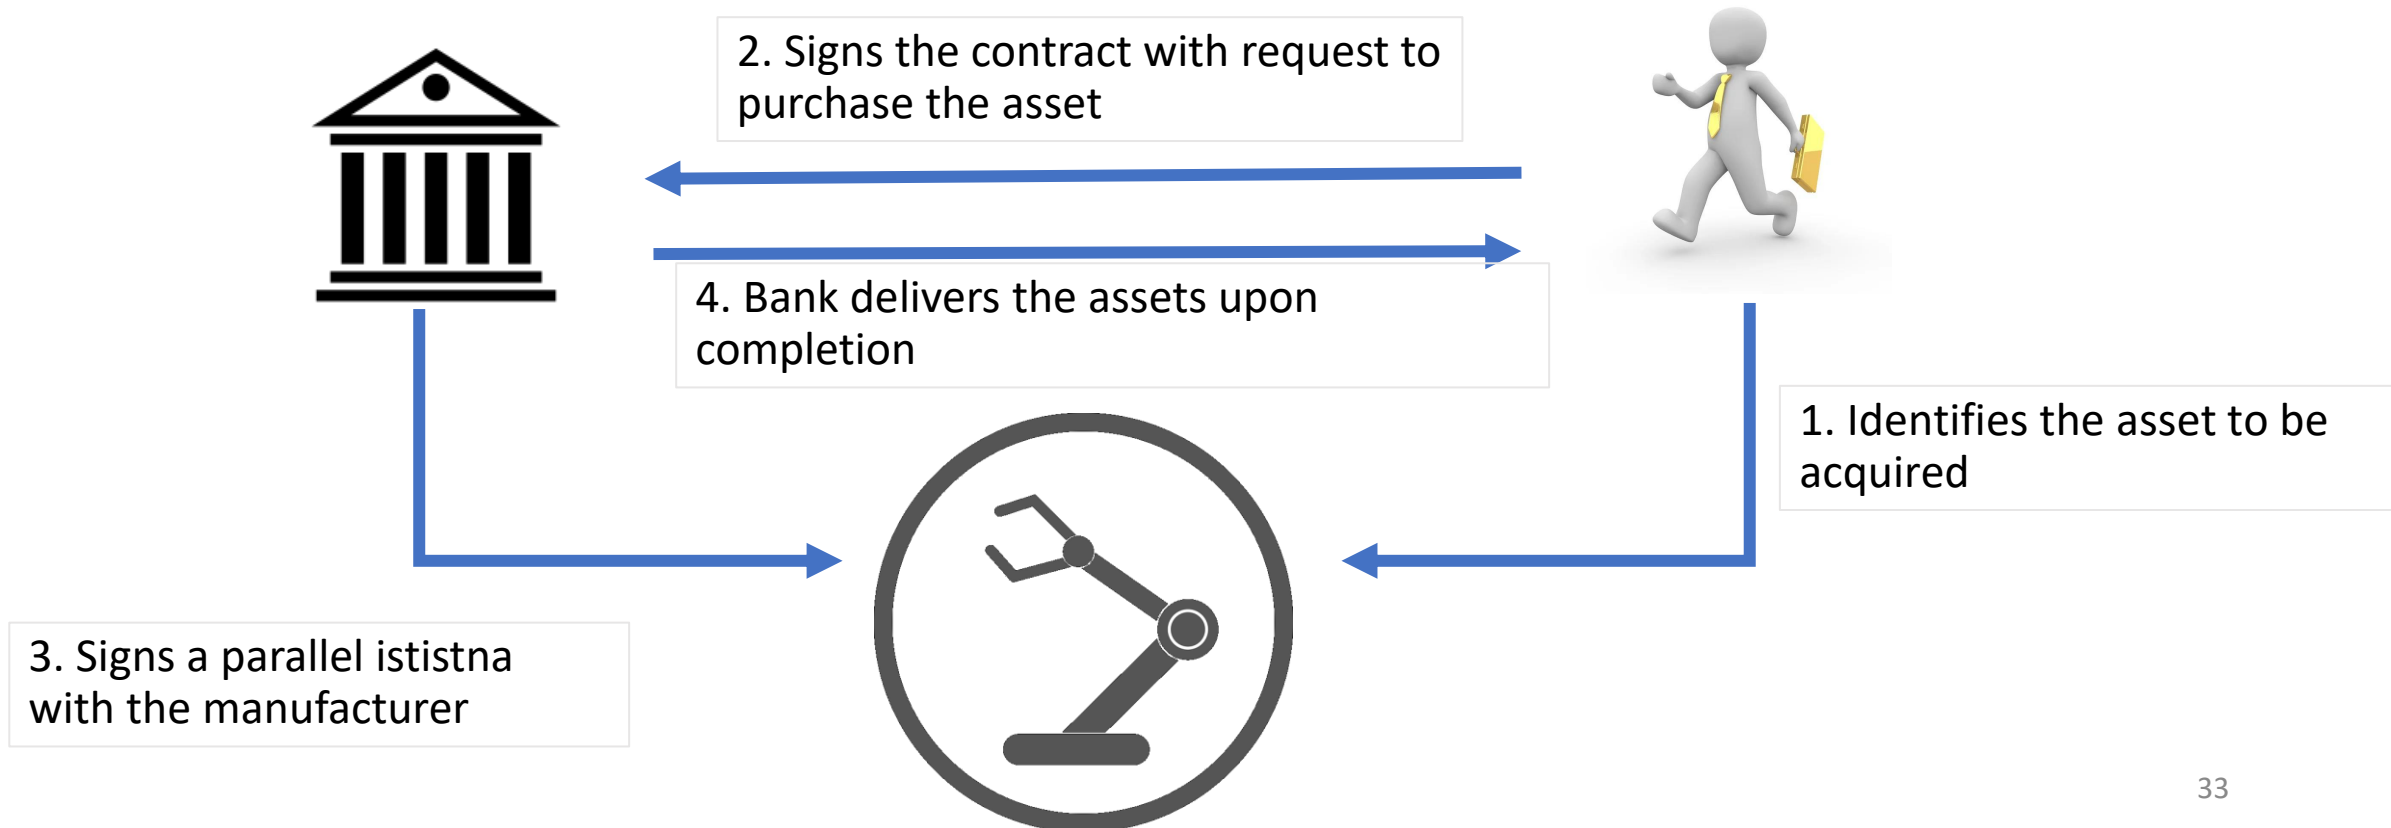 2. Signs the contract with request to
purchase the asset
4. Bank delivers the assets upon
completion
1. Identifies the asset to be
acquired
3. Signs a parallel ististna
with the manufacturer
33